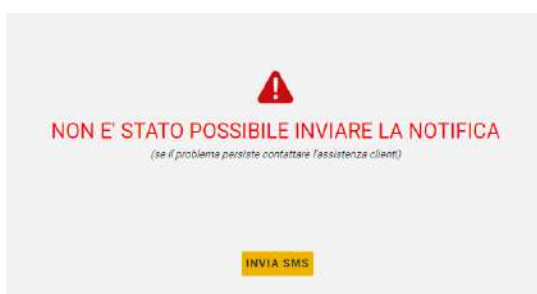 NON E' STATO POSSIBILE INVIARE LA NOTIFICA
(se il problema persiste contattare l'assistenza clienti)
INVIA SMS